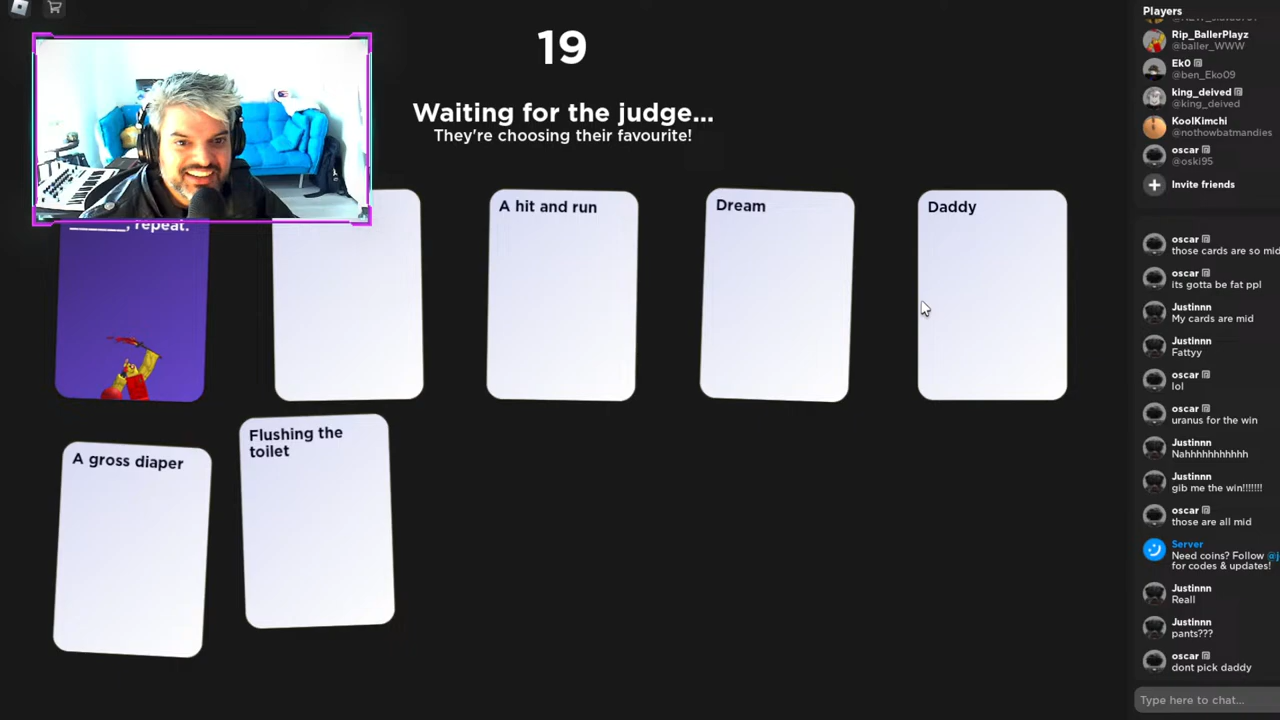 19
Waiting for the judge...
They're choosing their favourite!
______, repeat.
A hit and run
Dream
Daddy
A gross diaper
Flushing the
toilet
Players
Rip_BallerPlayz
@baller_WWW
Ek0
@ben_Eko09
king_deived
@king_deived
KoolKimchi
@nothowbatmandies
oscar
@oski95
Invite friends
oscar
those cards are so mid
oscar
its gotta be fat ppl
Justinnn
My cards are mid
Justinnn
Fattyy
oscar
lol
oscar
uranus for the win
Justinnn
Nahhhhhhhhhh
Justinnn
gib me the win!!!!!!!
oscar
those are all mid
Server
Need coins? Follow
for codes & updates!
Justinnn
Reall
Justinnn
pants???
oscar
dont pick daddy
Type here to chat...